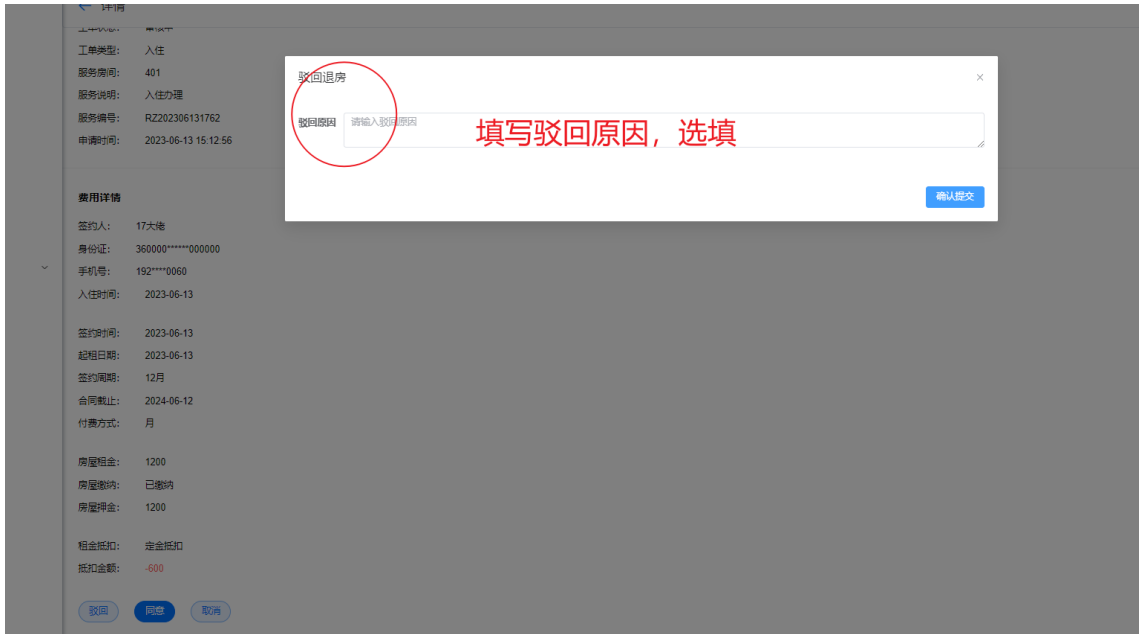 ← 详情
工单状态： 审核中
工单类型： 入住
服务房间： 401
服务说明： 入住办理
服务编号： RZ202306131762
申请时间： 2023-06-13 15:12:56
驳回退房 ×
驳回原因 请输入驳回原因
填写驳回原因，选填
确认提交
费用详情
签约人： 17大佬
身份证： 360000******000000
手机号： 192****0060
入住时间： 2023-06-13
签约时间： 2023-06-13
起租日期： 2023-06-13
签约周期： 12月
合同截止： 2024-06-12
付费方式： 月
房屋租金： 1200
房屋缴纳： 已缴纳
房屋押金： 1200
租金抵扣： 定金抵扣
抵扣金额： -600
驳回 同意 取消